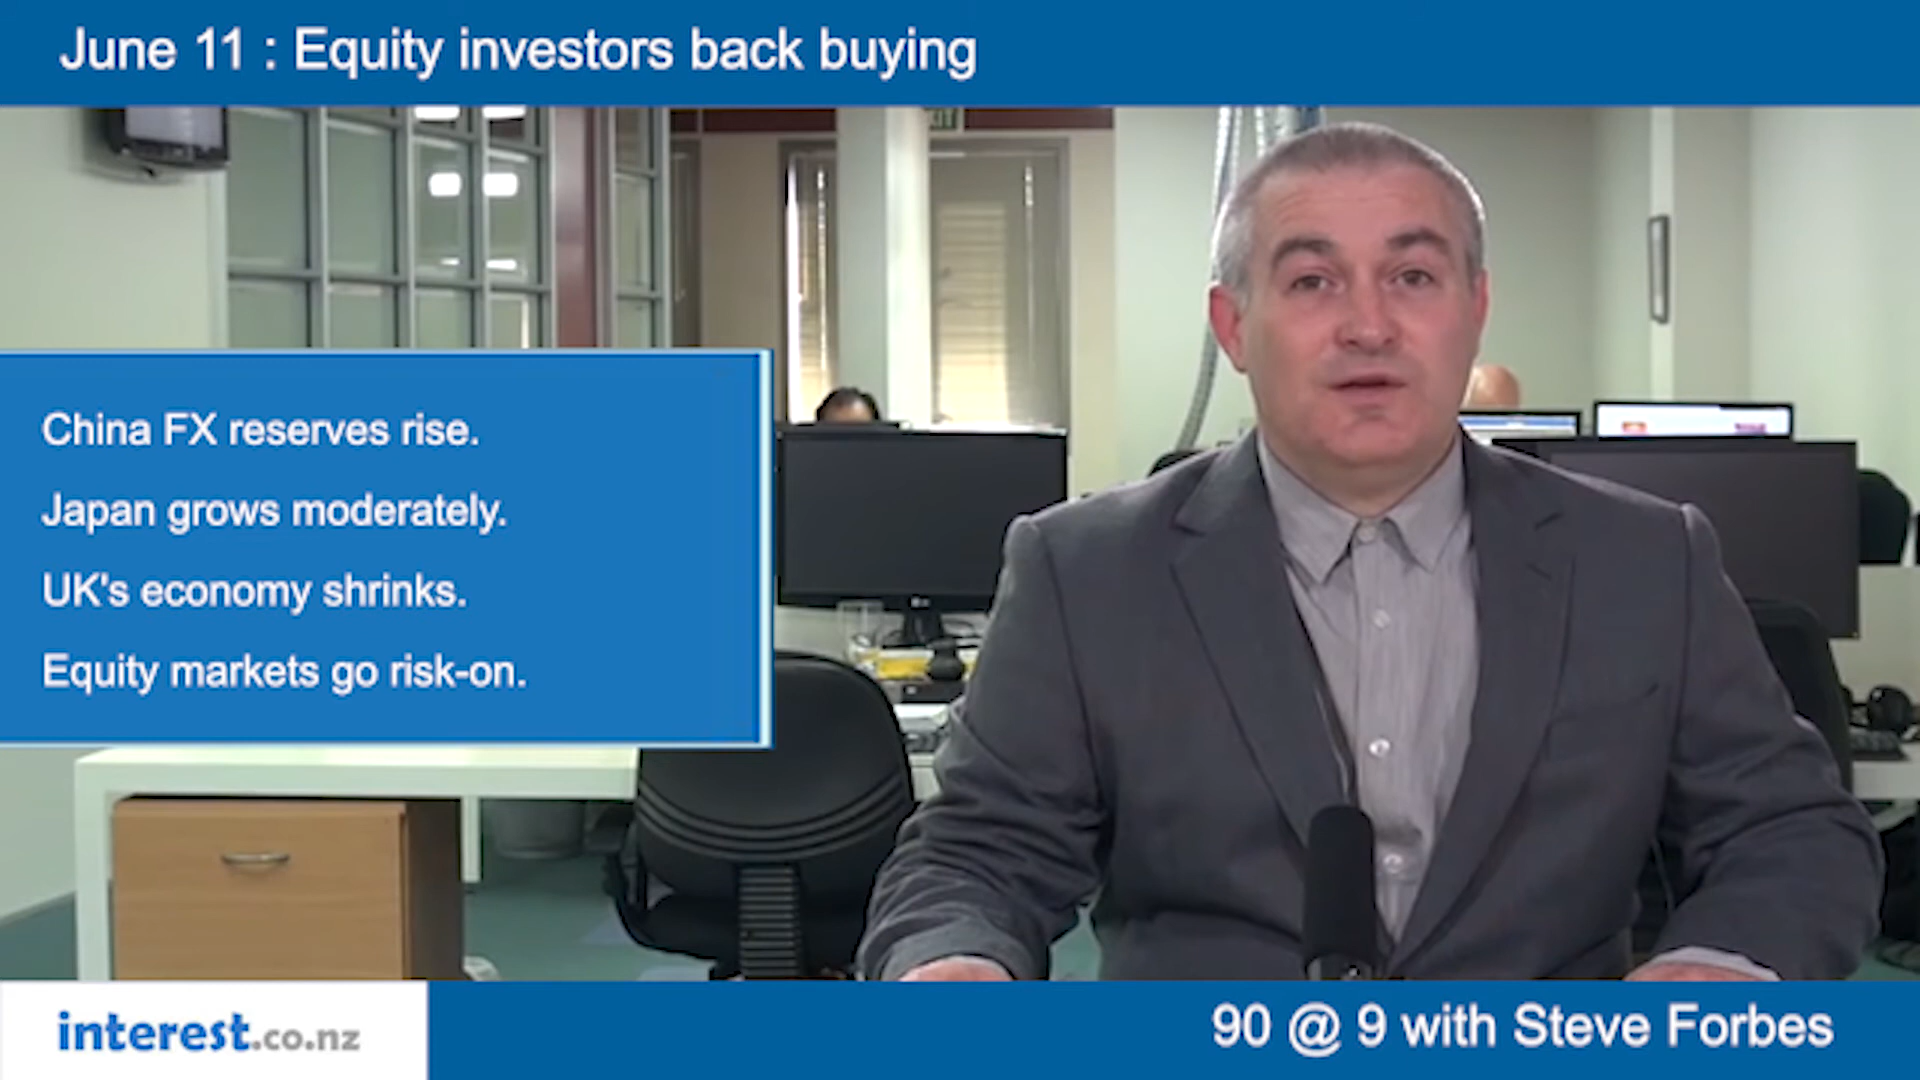 June 11 : Equity investors back buying
China FX reserves rise.
Japan grows moderately.
UK's economy shrinks.
Equity markets go risk-on.
interest.co.nz
90 @ 9 with Steve Forbes